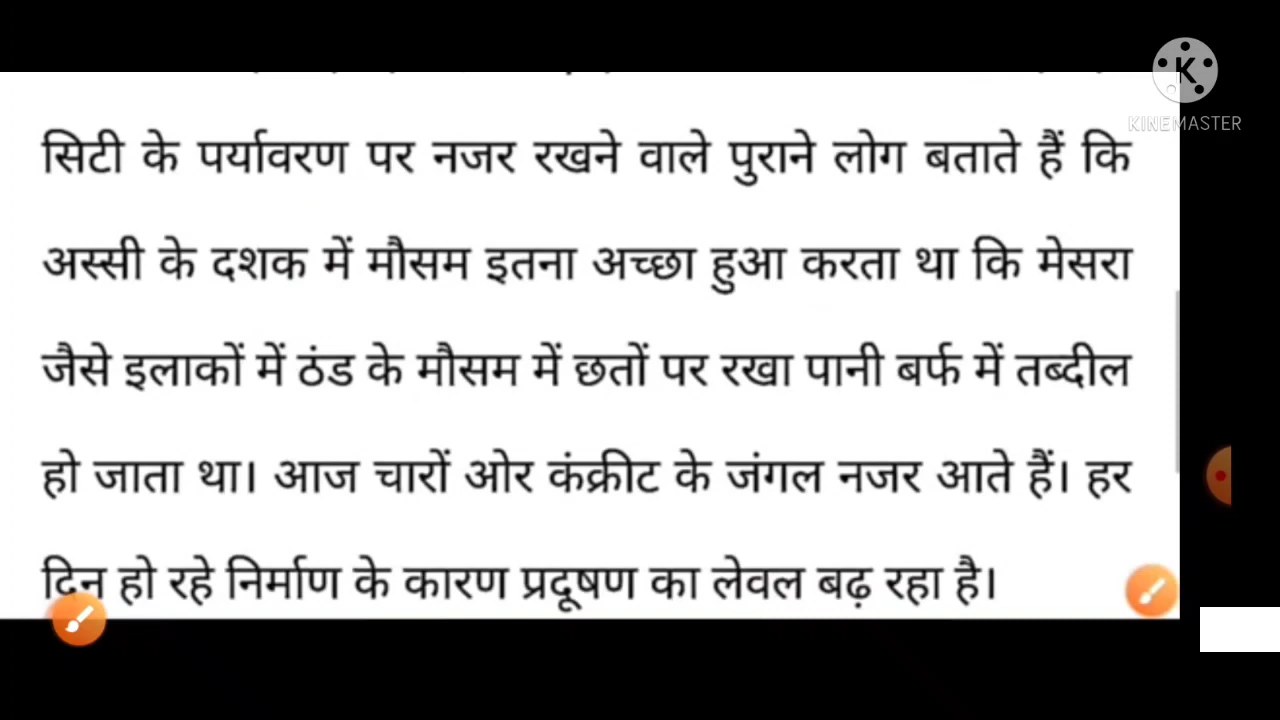 KINEMASTER
सिटी के पर्यावरण पर नजर रखने वाले पुराने लोग बताते हैं कि
अस्सी के दशक में मौसम इतना अच्छा हुआ करता था कि मेसरा
जैसे इलाकों में ठंड के मौसम में छतों पर रखा पानी बर्फ में तब्दील
हो जाता था। आज चारों ओर कंक्रीट के जंगल नजर आते हैं। हर
दिन हो रहे निर्माण के कारण प्रदूषण का लेवल बढ़ रहा है।